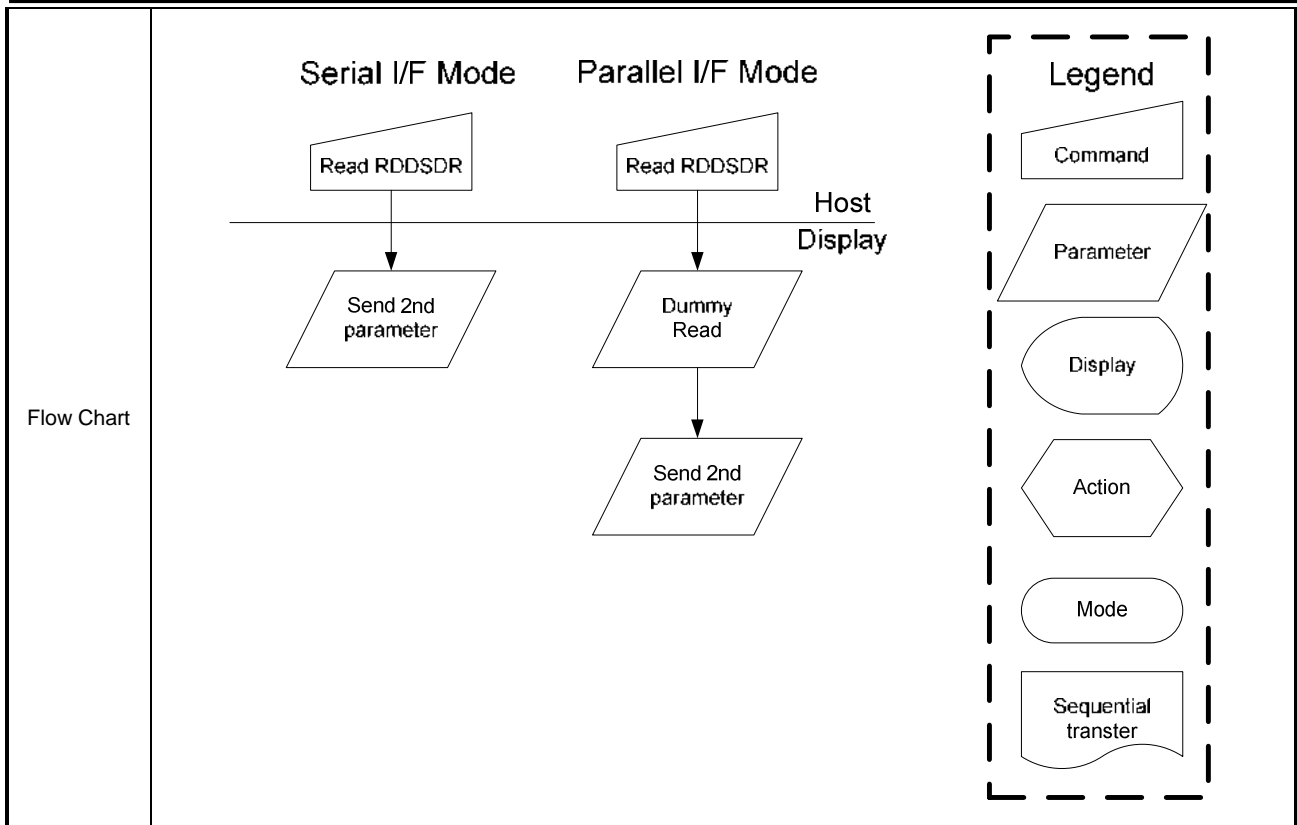 Flow Chart
Serial I/F Mode
Read RDDSDR
Send 2nd
parameter
Parallel I/F Mode
Read RDDSDR
Host
Display
Dummy
Read
Send 2nd
parameter
Legend
Command
Parameter
Display
Action
Mode
Sequential
transter